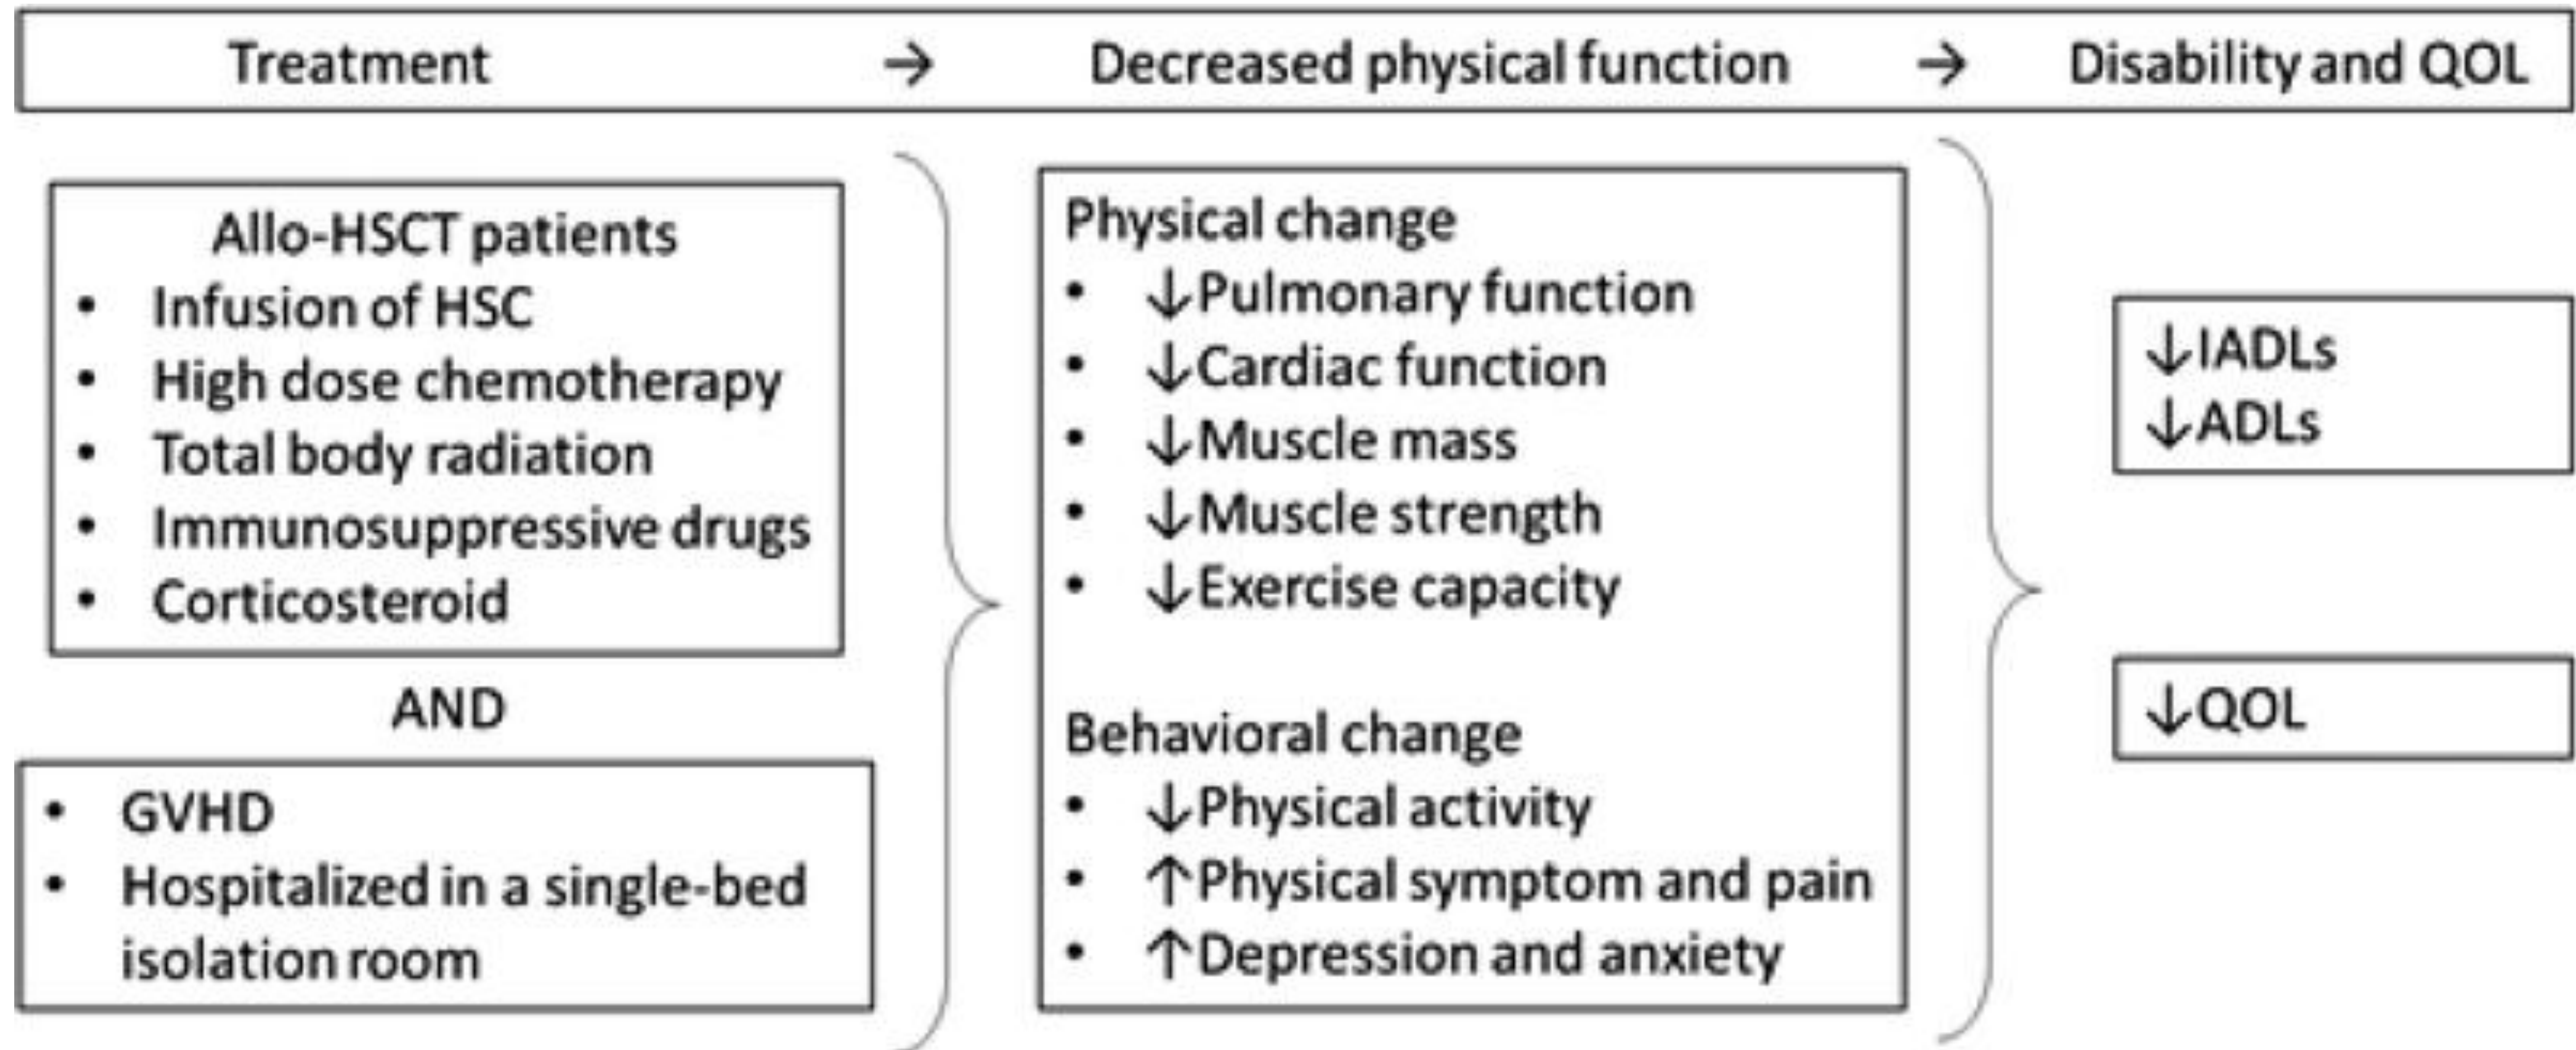 Treatment → Decreased physical function → Disability and QOL
Allo-HSCT patients
• Infusion of HSC
• High dose chemotherapy
• Total body radiation
• Immunosuppressive drugs
• Corticosteroid
AND
• GVHD
• Hospitalized in a single-bed
isolation room
Physical change
• ↓Pulmonary function
• ↓Cardiac function
• ↓Muscle mass
• ↓Muscle strength
• ↓Exercise capacity
Behavioral change
• ↓Physical activity
• ↑Physical symptom and pain
• ↑Depression and anxiety
↓IADLs
↓ADLs
↓QOL